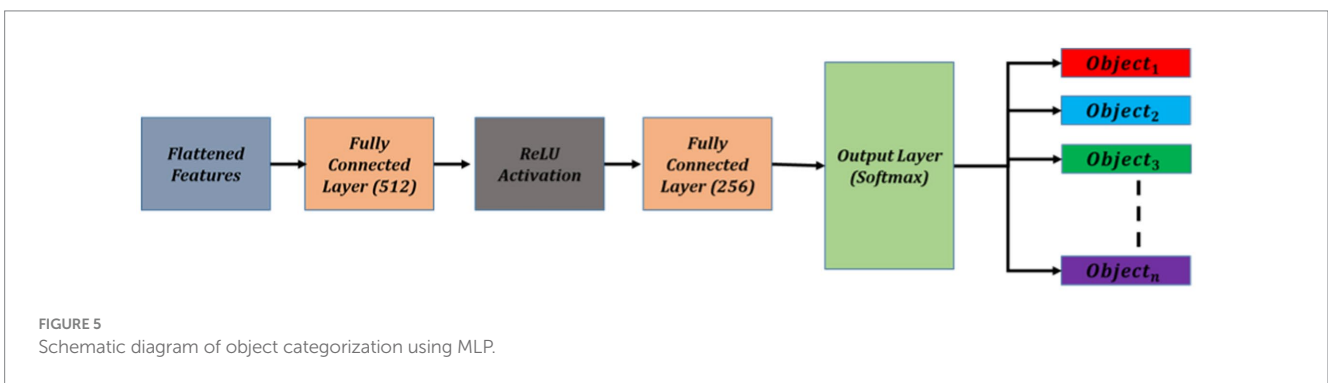 Flattened
Features
Fully
Connected
Layer (512)
ReLU
Activation
Fully
Connected
Layer (256)
Output Layer
(Softmax)
Object₁
Object₂
Object₃
Objectₙ
FIGURE 5
Schematic diagram of object categorization using MLP.